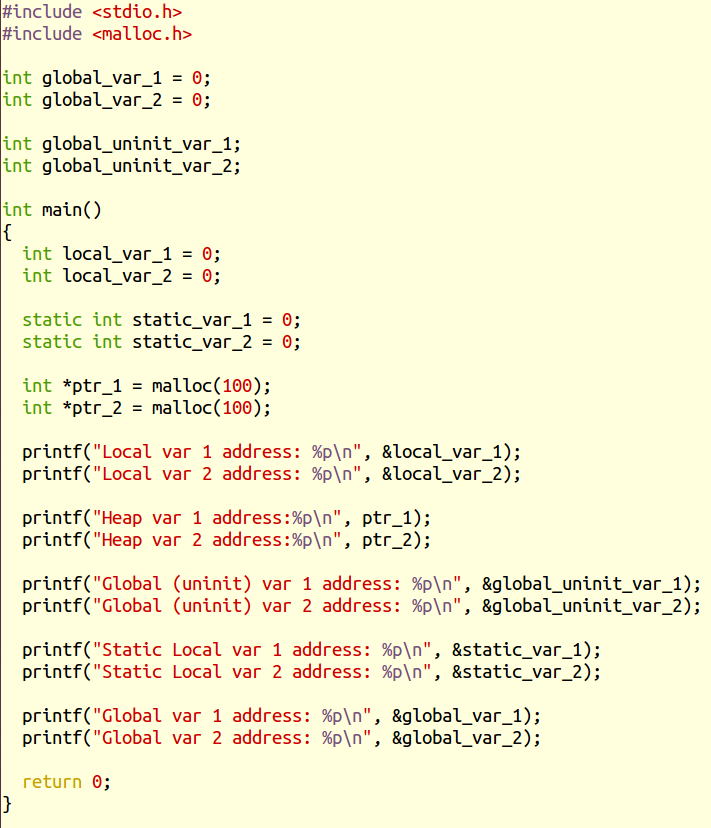 #include <stdio.h>
#include <malloc.h>

int global_var_1 = 0;
int global_var_2 = 0;

int global_uninit_var_1;
int global_uninit_var_2;

int main()
{
  int local_var_1 = 0;
  int local_var_2 = 0;

  static int static_var_1 = 0;
  static int static_var_2 = 0;

  int *ptr_1 = malloc(100);
  int *ptr_2 = malloc(100);

  printf("Local var 1 address: %p\n", &local_var_1);
  printf("Local var 2 address: %p\n", &local_var_2);

  printf("Heap var 1 address:%p\n", ptr_1);
  printf("Heap var 2 address:%p\n", ptr_2);

  printf("Global (uninit) var 1 address: %p\n", &global_uninit_var_1);
  printf("Global (uninit) var 2 address: %p\n", &global_uninit_var_2);

  printf("Static Local var 1 address: %p\n", &static_var_1);
  printf("Static Local var 2 address: %p\n", &static_var_2);

  printf("Global var 1 address: %p\n", &global_var_1);
  printf("Global var 2 address: %p\n", &global_var_2);

  return 0;
}